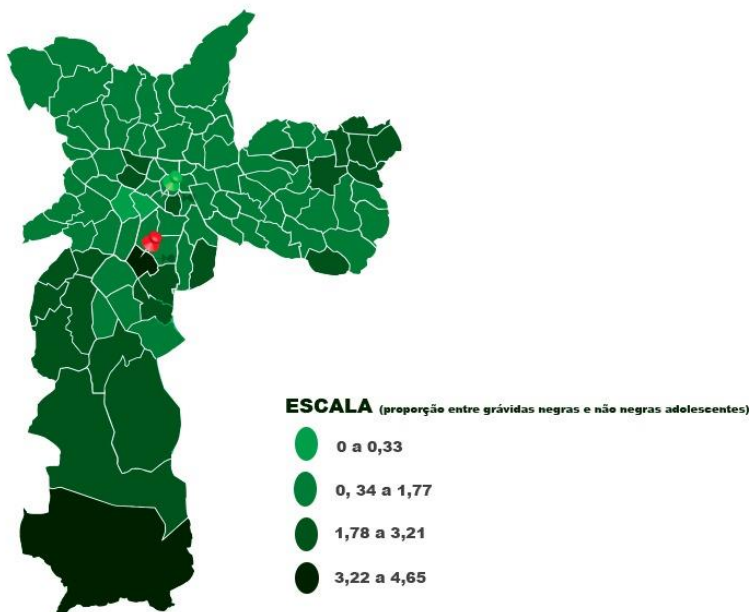 ESCALA (proporção entre grávidas negras e não negras adolescentes)
0 a 0,33
0, 34 a 1,77
1,78 a 3,21
3,22 a 4,65